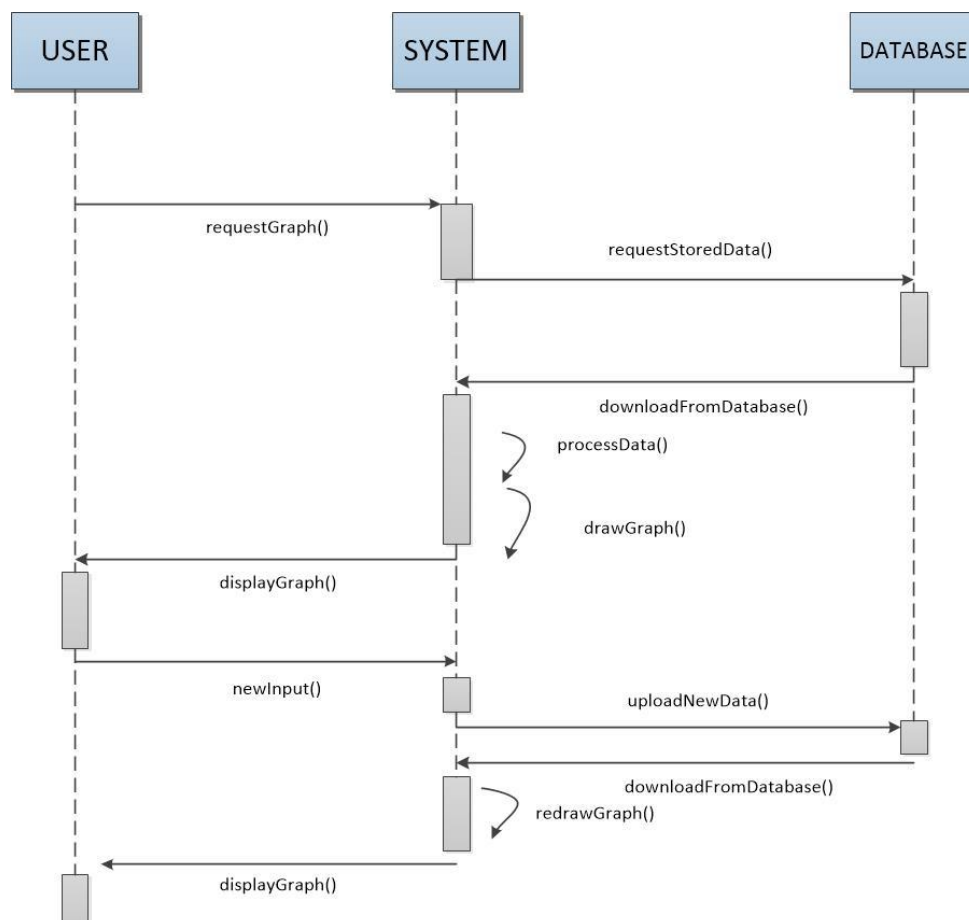 USER
SYSTEM
DATABASE
requestGraph()
requestStoredData()
downloadFromDatabase()
processData()
drawGraph()
displayGraph()
newInput()
uploadNewData()
downloadFromDatabase()
redrawGraph()
displayGraph()